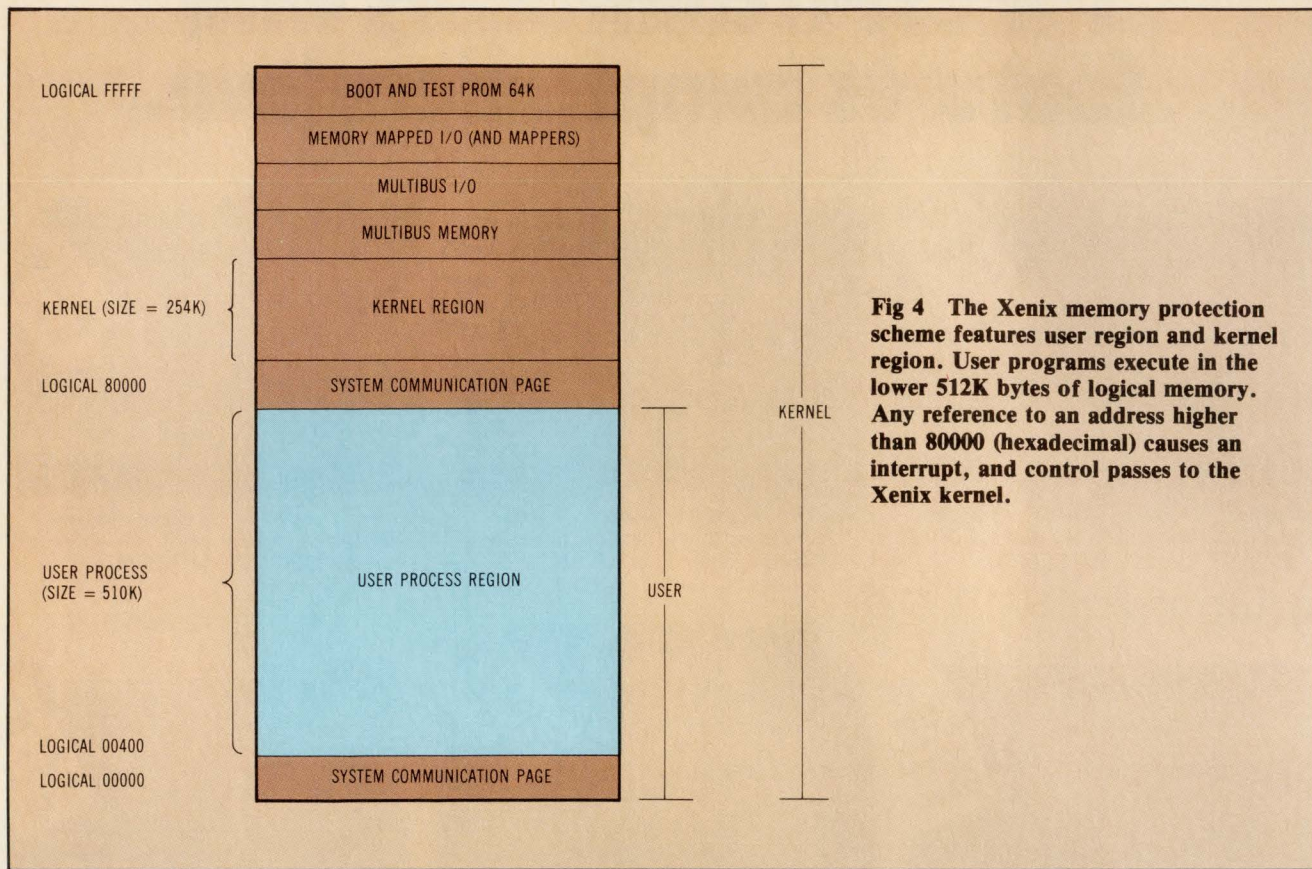 LOGICAL FFFFF
BOOT AND TEST PROM 64K
MEMORY MAPPED I/O (AND MAPPERS)
MULTIBUS I/O
MULTIBUS MEMORY
KERNEL (SIZE = 254K)
KERNEL REGION
LOGICAL 80000
SYSTEM COMMUNICATION PAGE
KERNEL
USER PROCESS
(SIZE = 510K)
USER PROCESS REGION
USER
LOGICAL 00400
LOGICAL 00000
SYSTEM COMMUNICATION PAGE
Fig 4 The Xenix memory protection
scheme features user region and kernel
region. User programs execute in the
lower 512K bytes of logical memory.
Any reference to an address higher
than 80000 (hexadecimal) causes an
interrupt, and control passes to the
Xenix kernel.